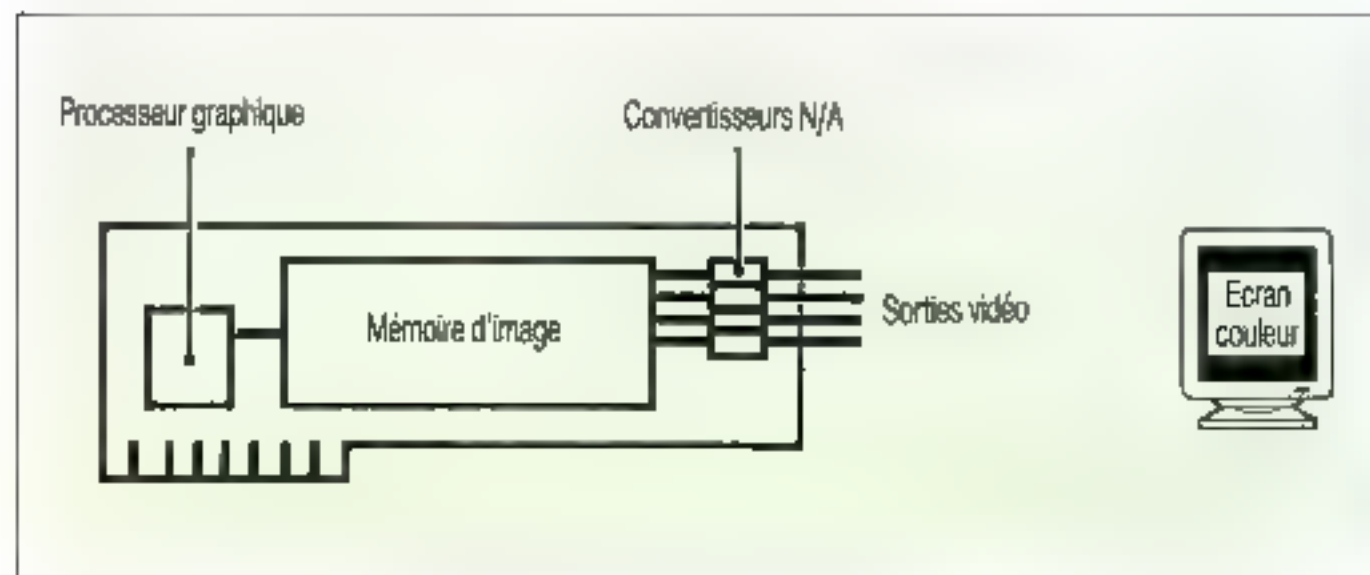 Processeur graphique
Convertisseurs N/A
Mémoire d'image
Sorties vidéo
Ecran
couleur